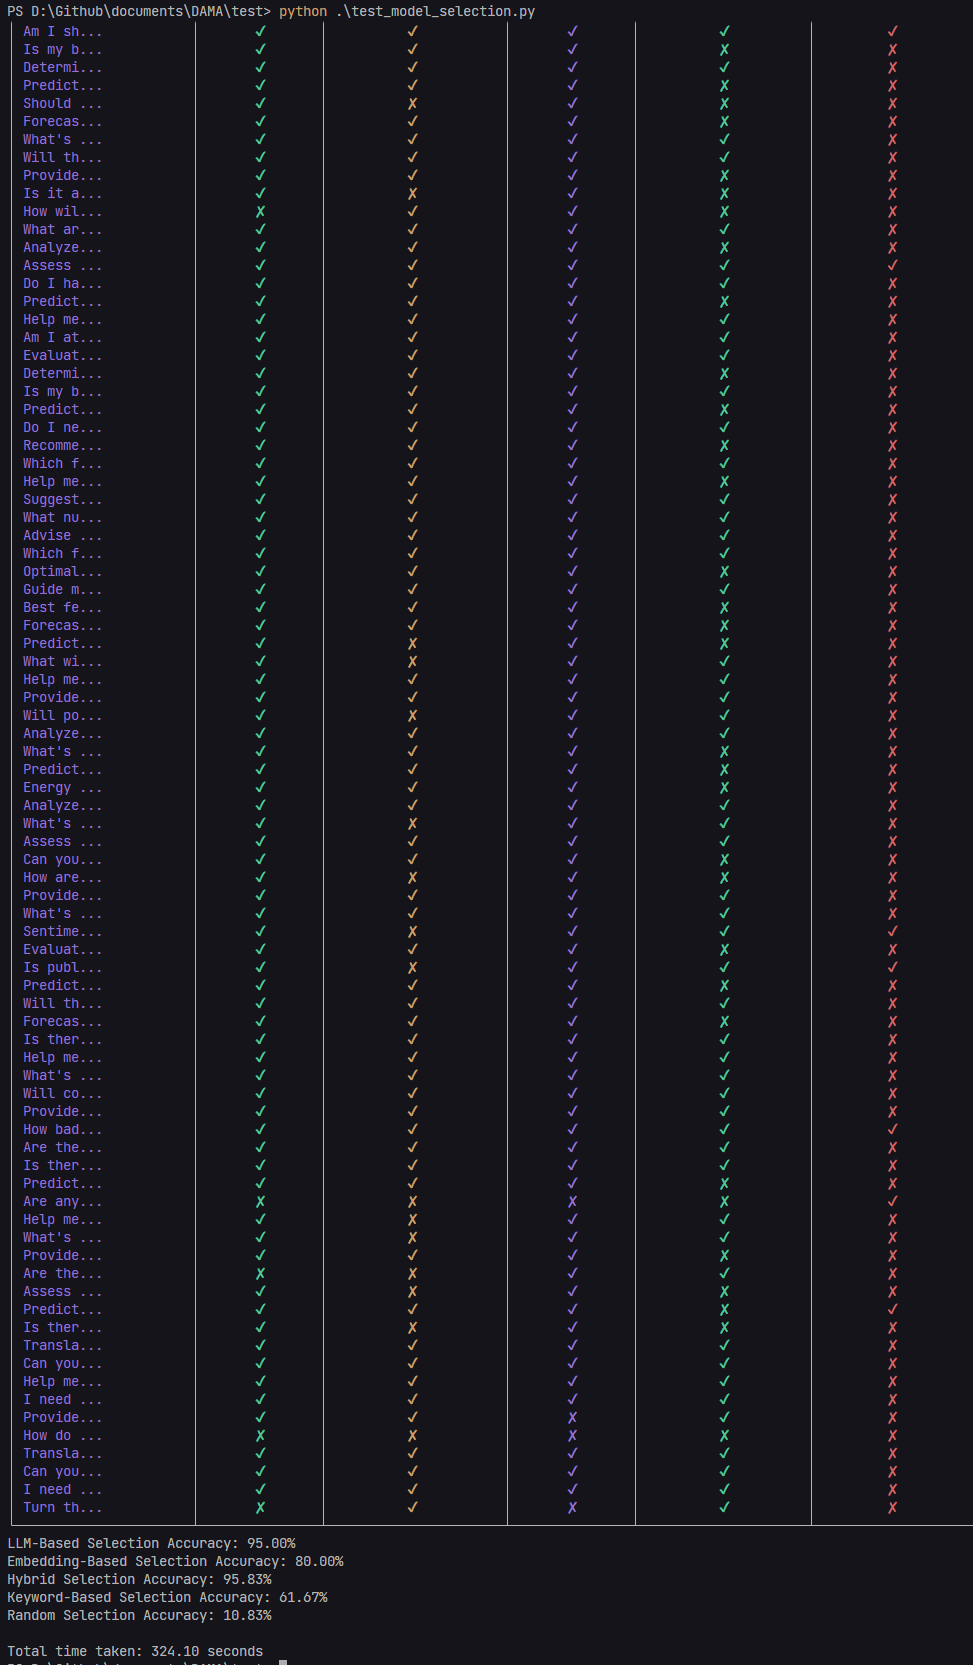 PS D:\Github\documents\DAMA\test> python .\test_model_selection.py
Am I sh... ✓ ✓ ✓ ✓ ✓
Is my b... ✓ ✓ ✓ ✗ ✗
Determi... ✓ ✓ ✓ ✓ ✗
Predict... ✓ ✓ ✓ ✗ ✗
Should ... ✓ ✗ ✓ ✗ ✗
Forecas... ✓ ✓ ✓ ✗ ✗
What's ... ✓ ✓ ✓ ✓ ✗
Will th... ✓ ✓ ✓ ✓ ✗
Provide... ✓ ✓ ✓ ✗ ✗
Is it a... ✓ ✗ ✓ ✗ ✗
How wil... ✗ ✓ ✓ ✗ ✗
What ar... ✓ ✓ ✓ ✓ ✗
Analyze... ✓ ✓ ✓ ✗ ✗
Assess ... ✓ ✓ ✓ ✓ ✓
Do I ha... ✓ ✓ ✓ ✓ ✗
Predict... ✓ ✓ ✓ ✗ ✗
Help me... ✓ ✓ ✓ ✓ ✗
Am I at... ✓ ✓ ✓ ✓ ✗
Evaluat... ✓ ✓ ✓ ✓ ✗
Determi... ✓ ✓ ✓ ✗ ✗
Is my b... ✓ ✓ ✓ ✓ ✗
Predict... ✓ ✓ ✓ ✗ ✗
Do I ne... ✓ ✓ ✓ ✓ ✗
Recomme... ✓ ✓ ✓ ✗ ✗
Which f... ✓ ✓ ✓ ✓ ✗
Help me... ✓ ✓ ✓ ✗ ✗
Suggest... ✓ ✓ ✓ ✓ ✗
What nu... ✓ ✓ ✓ ✓ ✗
Advise ... ✓ ✓ ✓ ✓ ✗
Which f... ✓ ✓ ✓ ✓ ✗
Optimal... ✓ ✓ ✓ ✗ ✗
Guide m... ✓ ✓ ✓ ✓ ✗
Best fe... ✓ ✓ ✓ ✗ ✗
Forecas... ✓ ✓ ✓ ✗ ✗
Predict... ✓ ✗ ✓ ✗ ✗
What wi... ✓ ✗ ✓ ✓ ✗
Help me... ✓ ✓ ✓ ✓ ✗
Provide... ✓ ✓ ✓ ✓ ✗
Will po... ✓ ✗ ✓ ✓ ✗
Analyze... ✓ ✓ ✓ ✓ ✗
What's ... ✓ ✓ ✓ ✗ ✗
Predict... ✓ ✓ ✓ ✗ ✗
Energy ... ✓ ✓ ✓ ✗ ✗
Analyze... ✓ ✓ ✓ ✓ ✗
What's ... ✓ ✗ ✓ ✓ ✗
Assess ... ✓ ✓ ✓ ✓ ✗
Can you... ✓ ✓ ✓ ✗ ✗
How are... ✓ ✗ ✓ ✗ ✗
Provide... ✓ ✓ ✓ ✓ ✗
What's ... ✓ ✓ ✓ ✓ ✗
Sentime... ✓ ✗ ✓ ✓ ✓
Evaluat... ✓ ✓ ✓ ✗ ✗
Is publ... ✓ ✗ ✓ ✓ ✓
Predict... ✓ ✓ ✓ ✗ ✗
Will th... ✓ ✓ ✓ ✓ ✗
Forecas... ✓ ✓ ✓ ✗ ✗
Is ther... ✓ ✓ ✓ ✓ ✗
Help me... ✓ ✓ ✓ ✓ ✗
What's ... ✓ ✓ ✓ ✓ ✗
Will co... ✓ ✓ ✓ ✓ ✗
Provide... ✓ ✓ ✓ ✓ ✗
How bad... ✓ ✓ ✓ ✓ ✓
Are the... ✓ ✓ ✓ ✓ ✗
Is ther... ✓ ✓ ✓ ✓ ✗
Predict... ✓ ✓ ✓ ✗ ✗
Are any... ✗ ✗ ✗ ✗ ✓
Help me... ✓ ✗ ✓ ✓ ✗
What's ... ✓ ✗ ✓ ✓ ✗
Provide... ✓ ✓ ✓ ✗ ✗
Are the... ✗ ✗ ✓ ✓ ✗
Assess ... ✓ ✗ ✓ ✗ ✗
Predict... ✓ ✓ ✓ ✗ ✓
Is ther... ✓ ✗ ✓ ✗ ✗
Transla... ✓ ✓ ✓ ✓ ✗
Can you... ✓ ✓ ✓ ✓ ✗
Help me... ✓ ✓ ✓ ✓ ✗
I need ... ✓ ✓ ✓ ✓ ✗
Provide... ✓ ✓ ✗ ✓ ✗
How do ... ✗ ✗ ✗ ✗ ✗
Transla... ✓ ✓ ✓ ✓ ✗
Can you... ✓ ✓ ✓ ✓ ✗
I need ... ✓ ✓ ✓ ✓ ✗
Turn th... ✗ ✓ ✗ ✓ ✗
LLM-Based Selection Accuracy: 95.00%
Embedding-Based Selection Accuracy: 80.00%
Hybrid Selection Accuracy: 95.83%
Keyword-Based Selection Accuracy: 61.67%
Random Selection Accuracy: 10.83%
Total time taken: 324.10 seconds